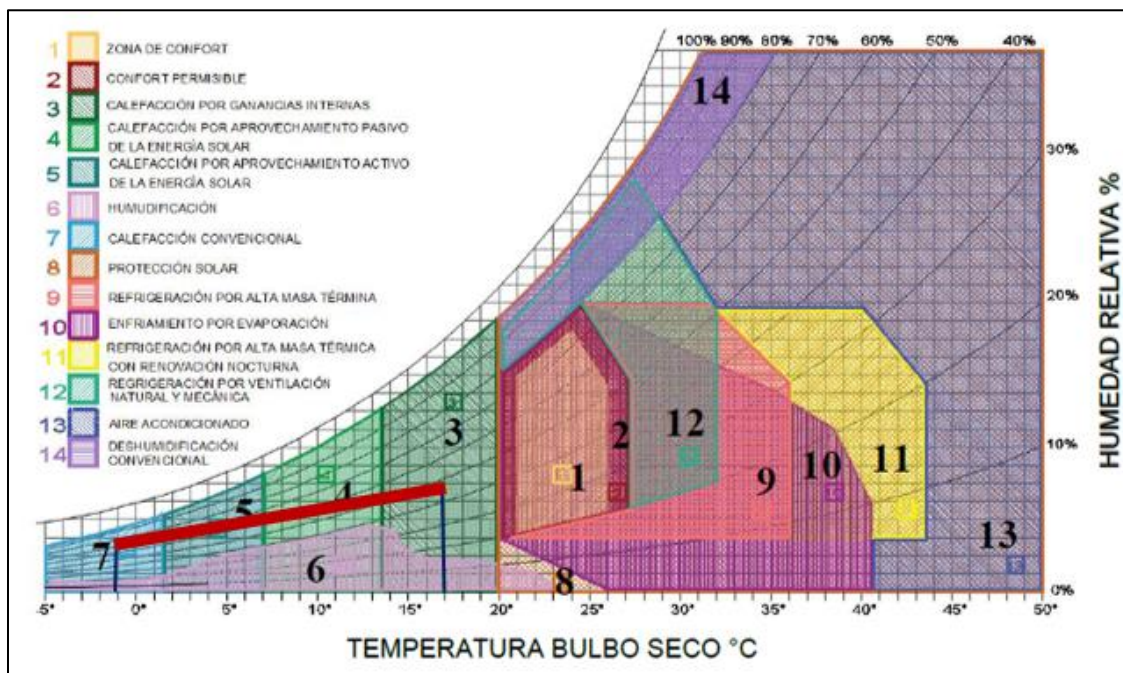 1 ZONA DE CONFORT
2 CONFORT PERMISIBLE
3 CALEFACCIÓN POR GANANCIAS INTERNAS
4 CALEFACCIÓN POR APROVECHAMIENTO PASIVO
DE LA ENERGÍA SOLAR
5 CALEFACCIÓN POR APROVECHAMIENTO ACTIVO
DE LA ENERGÍA SOLAR
6 HUMUDIFICACIÓN
7 CALEFACCIÓN CONVENCIONAL
8 PROTECCIÓN SOLAR
9 REFRIGERACIÓN POR ALTA MASA TÉRMINA
10 ENFRIAMIENTO POR EVAPORACIÓN
11 REFRIGERACIÓN POR ALTA MASA TÉRMICA
CON RENOVACIÓN NOCTURNA
12 REGRIGERACIÓN POR VENTILACIÓN
NATURAL Y MECÁNICA
13 AIRE ACONDICIONADO
14 DESHUMIDIFICACIÓN
CONVENCIONAL
100% 90% 80% 70% 60% 50% 40%
14
30%
20%
10%
0%
HUMEDAD RELATIVA %
3
2
12
1
9
10
11
4
5
7
6
8
13
-5° 0° 5° 10° 15° 20° 25° 30° 35° 40° 45° 50°
TEMPERATURA BULBO SECO °C